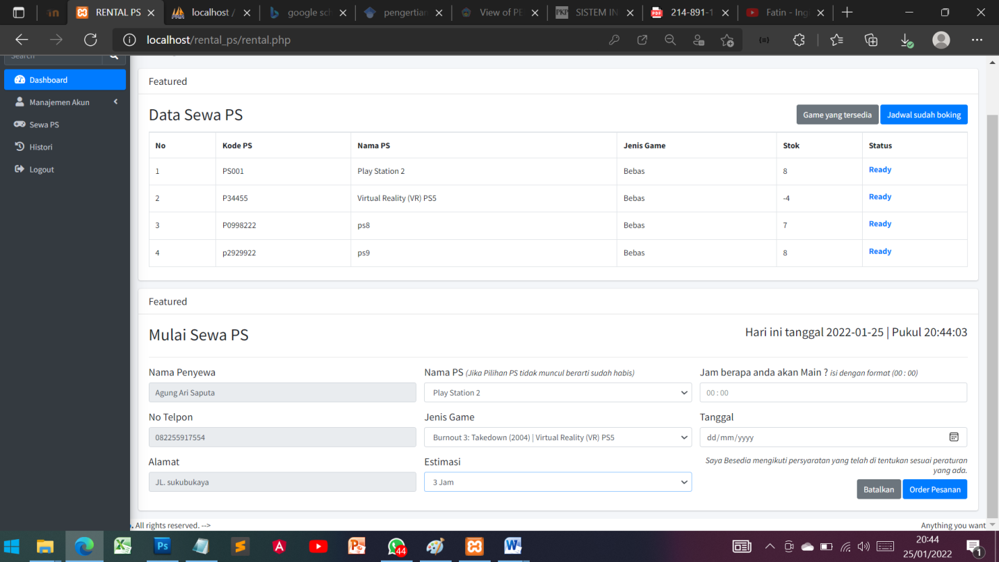 RENTAL PS
localhost /
google sch
pengertian
View of PE
SISTEM IN
214-891-1
Fatin - Ing
localhost/rental_ps/rental.php
Search
Dashboard
Manajemen Akun
Sewa PS
Histori
Logout
Featured
Data Sewa PS
Game yang tersedia
Jadwal sudah boking
No Kode PS Nama PS Jenis Game Stok Status
1 PS001 Play Station 2 Bebas 8 Ready
2 P34455 Virtual Reality (VR) PS5 Bebas -4 Ready
3 P0998222 ps8 Bebas 7 Ready
4 p2929922 ps9 Bebas 8 Ready
Featured
Mulai Sewa PS
Hari ini tanggal 2022-01-25 | Pukul 20:44:03
Nama Penyewa
Agung Ari Saputa
No Telpon
082255917554
Alamat
JL. sukubukaya
Nama PS (Jika Pilihan PS tidak muncul berarti sudah habis)
Play Station 2
Jenis Game
Burnout 3: Takedown (2004) | Virtual Reality (VR) PS5
Estimasi
3 Jam
Jam berapa anda akan Main ? isi dengan format (00 : 00)
00 : 00
Tanggal
dd/mm/yyyy
Saya Besedia mengikuti persyaratan yang telah di tentukan sesuai peraturan
yang ada.
Batalkan
Order Pesanan
. All rights reserved. -->
Anything you want
44
20:44
25/01/2022
1